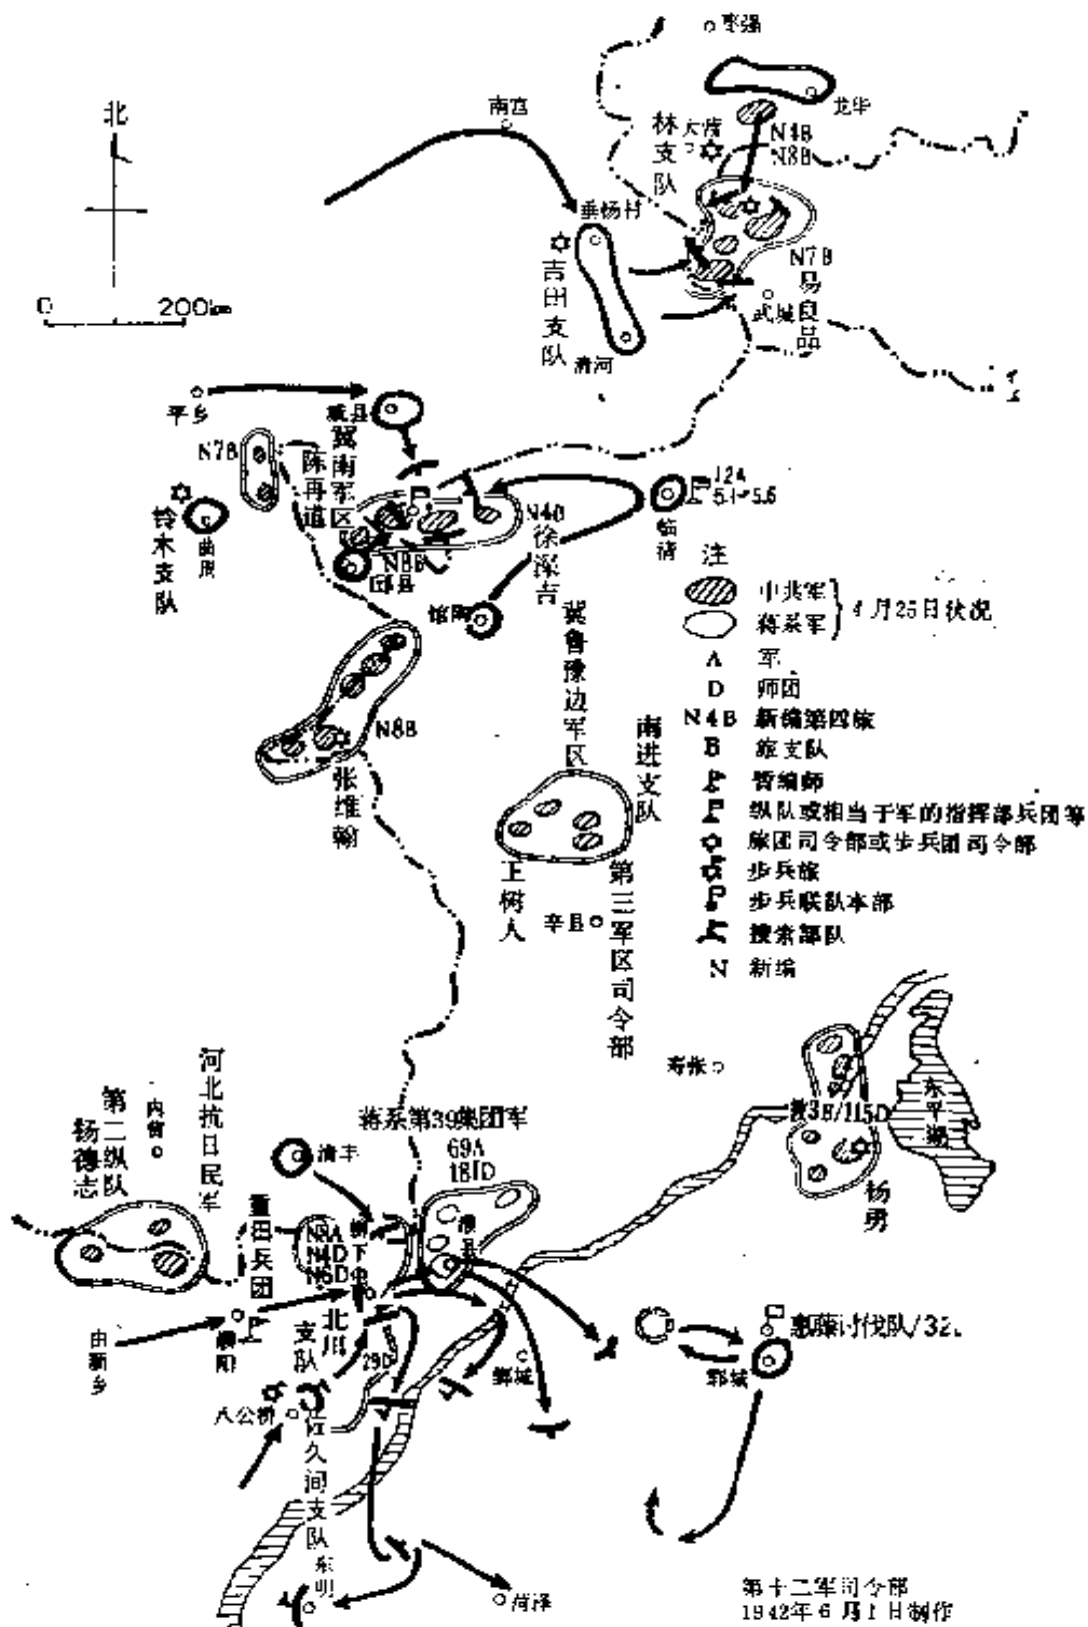 枣强
北
南宫
龙华
林支队
大营
N4B
N8B
垂杨村
吉田支队
N7B
易良品
武城
清河
0 200km
平乡
威县
N7B
陈再道
冀南军区
铃木支队
曲周
N4B
徐深吉
N8B
邱县
馆陶
临清
12A
5.1-5.6
冀鲁豫边军区
南进支队
N8B
张维翰
王树人
第三军区司令部
辛县
注
中共军
蒋系军
4月25日状况
A 军
D 师团
N4B 新编第四旅
B 旅支队
暂编师
纵队或相当于军的指挥部兵团等
旅团司令部或步兵团司令部
步兵旅
步兵联队本部
搜索部队
N 新编
寿张
东平湖
教3B/115D
杨勇
河北抗日民军
第二纵队
杨德志
内黄
清丰
蒋系第39集团军
69A
181D
濮县
N4D
N6D
柳下屯
重田兵团
濮阳
由新乡
北川支队
29D
八公桥
佐久间支队
鄄城
郓城
东明
菏泽
第十二军司令部
1942年6月1日制作